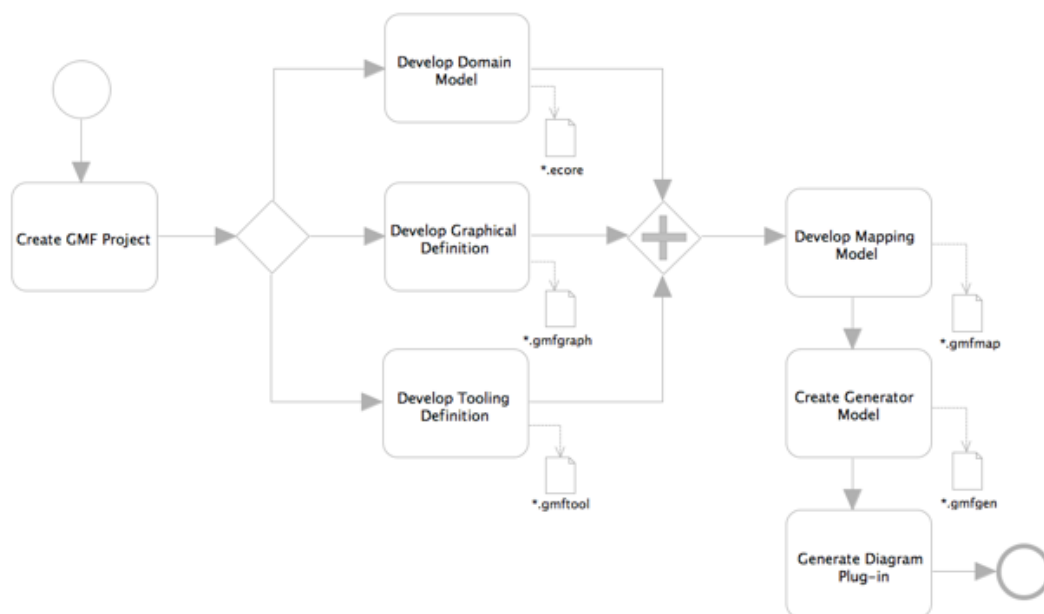 Develop Domain
Model
*.ecore
Create GMF Project
Develop Graphical
Definition
*.gmfgraph
Develop Tooling
Definition
*.gmftool
Develop Mapping
Model
*.gmfmap
Create Generator
Model
*.gmfgen
Generate Diagram
Plug-in